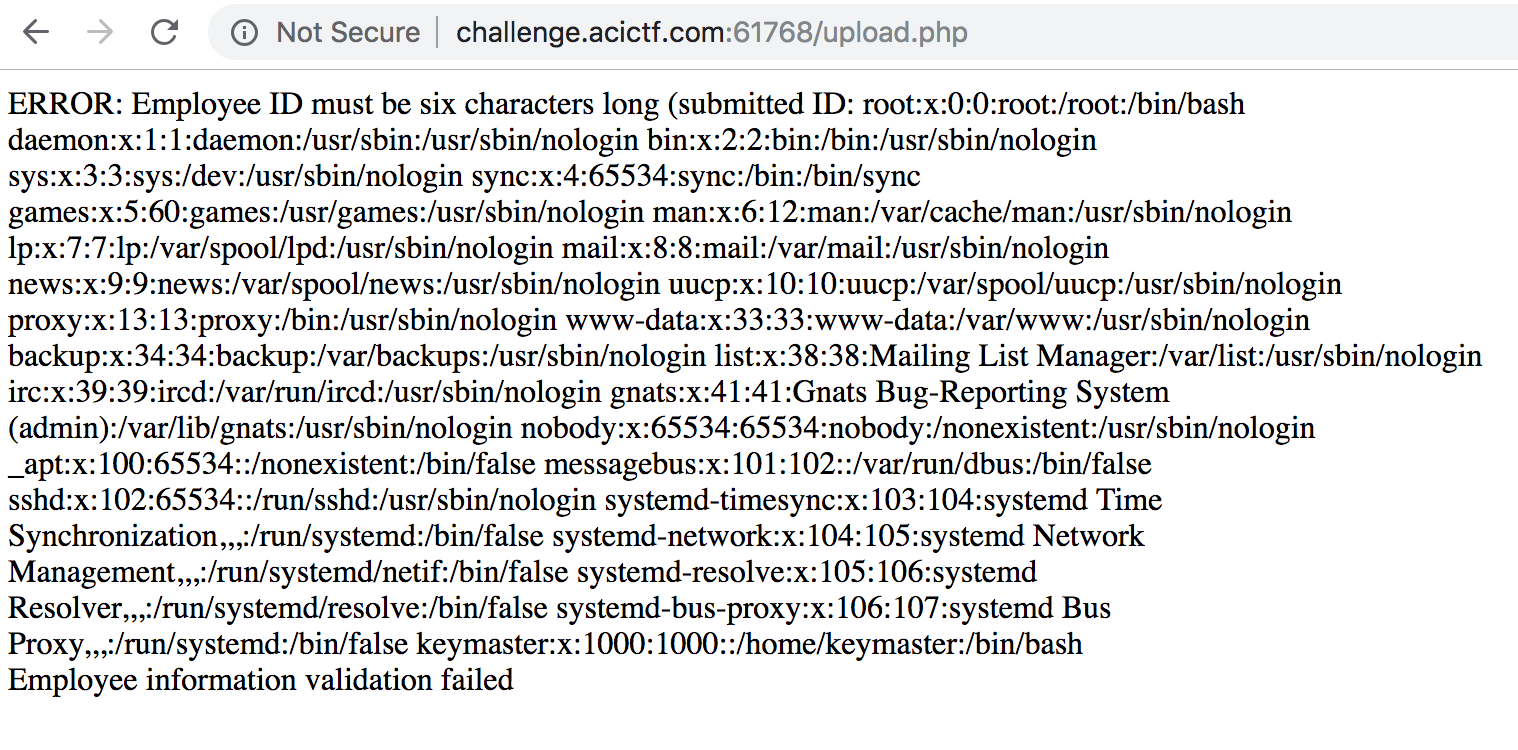 Not Secure | challenge.acictf.com:61768/upload.php
ERROR: Employee ID must be six characters long (submitted ID: root:x:0:0:root:/root:/bin/bash
daemon:x:1:1:daemon:/usr/sbin:/usr/sbin/nologin bin:x:2:2:bin:/bin:/usr/sbin/nologin
sys:x:3:3:sys:/dev:/usr/sbin/nologin sync:x:4:65534:sync:/bin:/bin/sync
games:x:5:60:games:/usr/games:/usr/sbin/nologin man:x:6:12:man:/var/cache/man:/usr/sbin/nologin
lp:x:7:7:lp:/var/spool/lpd:/usr/sbin/nologin mail:x:8:8:mail:/var/mail:/usr/sbin/nologin
news:x:9:9:news:/var/spool/news:/usr/sbin/nologin uucp:x:10:10:uucp:/var/spool/uucp:/usr/sbin/nologin
proxy:x:13:13:proxy:/bin:/usr/sbin/nologin www-data:x:33:33:www-data:/var/www:/usr/sbin/nologin
backup:x:34:34:backup:/var/backups:/usr/sbin/nologin list:x:38:38:Mailing List Manager:/var/list:/usr/sbin/nologin
irc:x:39:39:ircd:/var/run/ircd:/usr/sbin/nologin gnats:x:41:41:Gnats Bug-Reporting System
(admin):/var/lib/gnats:/usr/sbin/nologin nobody:x:65534:65534:nobody:/nonexistent:/usr/sbin/nologin
_apt:x:100:65534::/nonexistent:/bin/false messagebus:x:101:102::/var/run/dbus:/bin/false
sshd:x:102:65534::/run/sshd:/usr/sbin/nologin systemd-timesync:x:103:104:systemd Time
Synchronization,,,:/run/systemd:/bin/false systemd-network:x:104:105:systemd Network
Management,,,:/run/systemd/netif:/bin/false systemd-resolve:x:105:106:systemd
Resolver,,,:/run/systemd/resolve:/bin/false systemd-bus-proxy:x:106:107:systemd Bus
Proxy,,,:/run/systemd:/bin/false keymaster:x:1000:1000::/home/keymaster:/bin/bash
Employee information validation failed